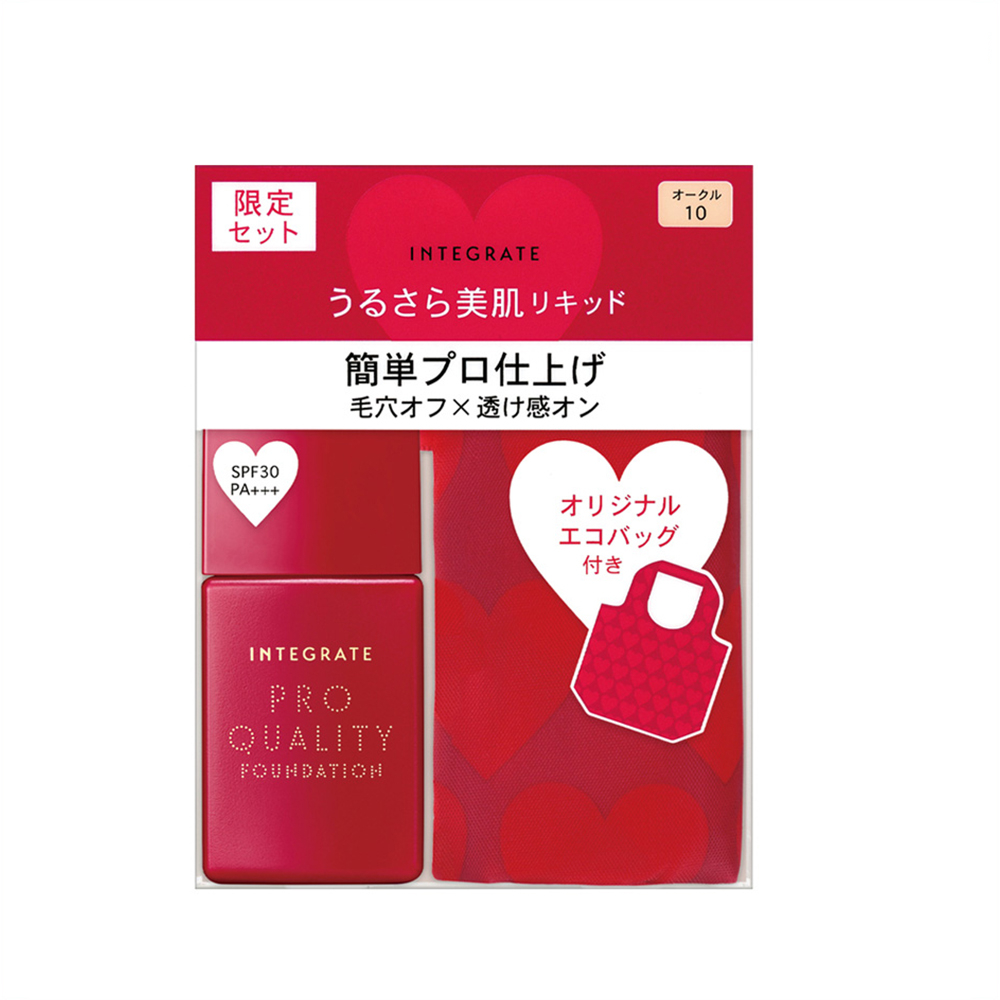 限定
セット
オークル
10
INTEGRATE
うるさら美肌リキッド
簡単プロ仕上げ
毛穴オフ×透け感オン
SPF30
PA+++
オリジナル
エコバッグ
付き
INTEGRATE
PRO
QUALITY
FOUNDATION